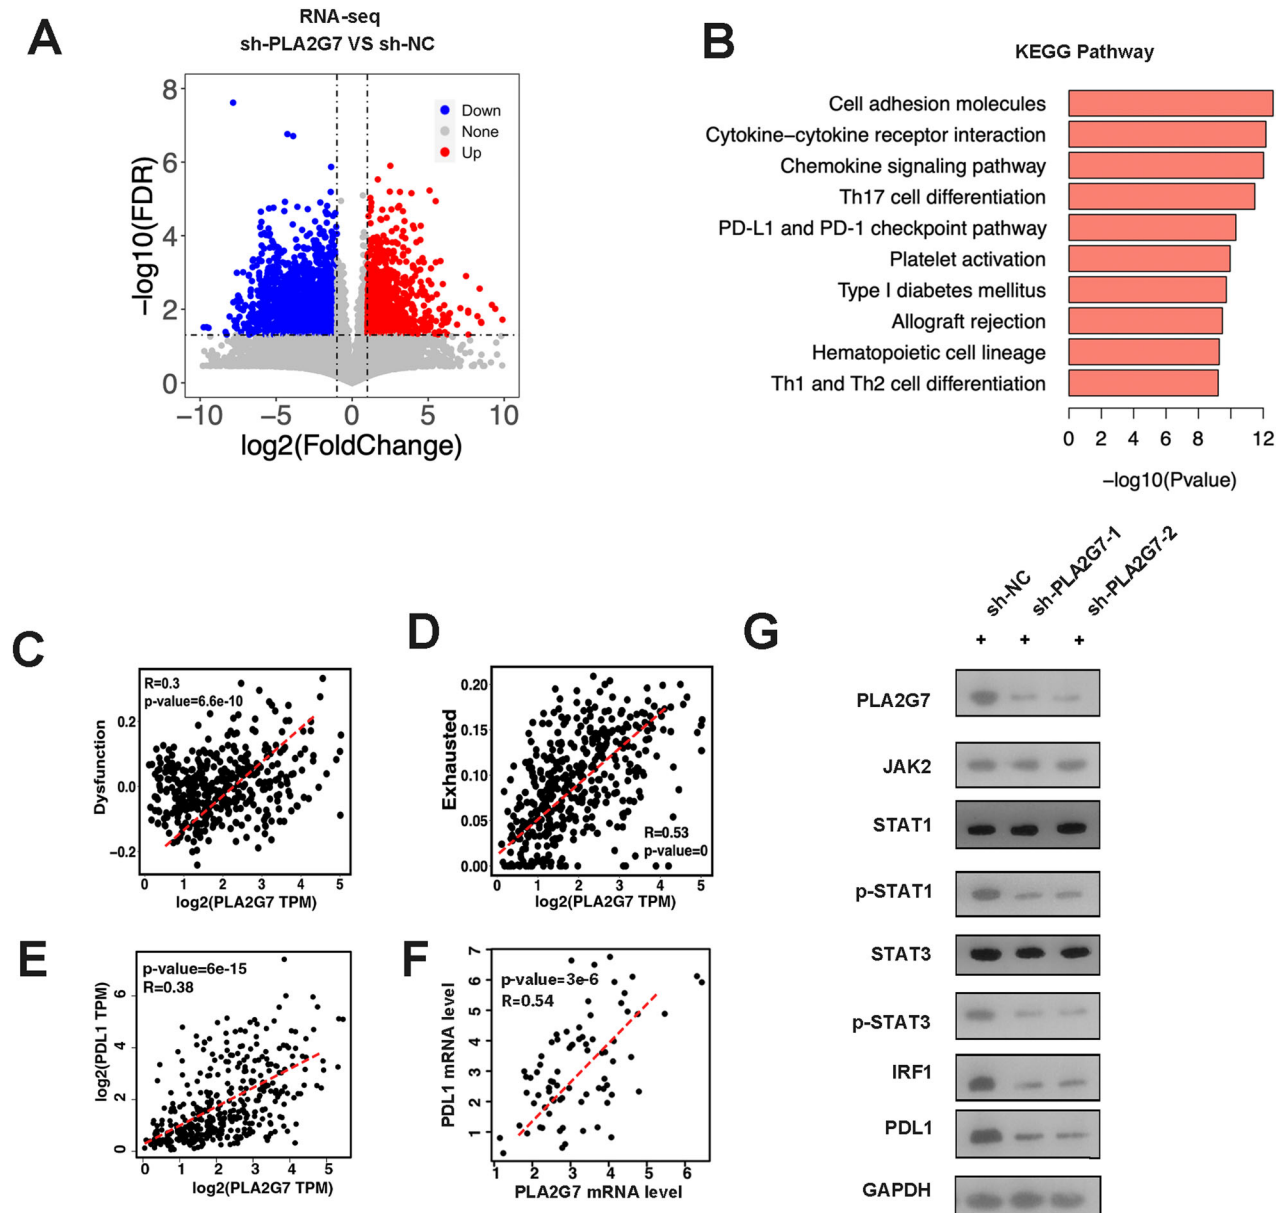 A
RNA-seq
sh-PLA2G7 VS sh-NC
8
6
4
2
0
−log10(FDR)
Down
None
Up
−10
−5
0
5
10
log2(FoldChange)
B
KEGG Pathway
Cell adhesion molecules
Cytokine−cytokine receptor interaction
Chemokine signaling pathway
Th17 cell differentiation
PD-L1 and PD-1 checkpoint pathway
Platelet activation
Type I diabetes mellitus
Allograft rejection
Hematopoietic cell lineage
Th1 and Th2 cell differentiation
0 2 4 6 8 12
−log10(Pvalue)
C
R=0.3
p-value=6.6e-10
0.2
0.0
−0.2
Dysfunction
0 1 2 3 4 5
log2(PLA2G7 TPM)
D
0.20
0.15
0.10
0.05
0.00
Exhausted
R=0.53
p-value=0
0 1 2 3 4 5
log2(PLA2G7 TPM)
E
p-value=6e-15
R=0.38
6
4
2
0
log2(PDL1 TPM)
0 1 2 3 4 5
log2(PLA2G7 TPM)
F
p-value=3e-6
R=0.54
7
6
5
4
3
2
1
PDL1 mRNA level
1 2 3 4 5 6
PLA2G7 mRNA level
G
sh-NC
sh-PLA2G7-1
sh-PLA2G7-2
+ + +
PLA2G7
JAK2
STAT1
p-STAT1
STAT3
p-STAT3
IRF1
PDL1
GAPDH